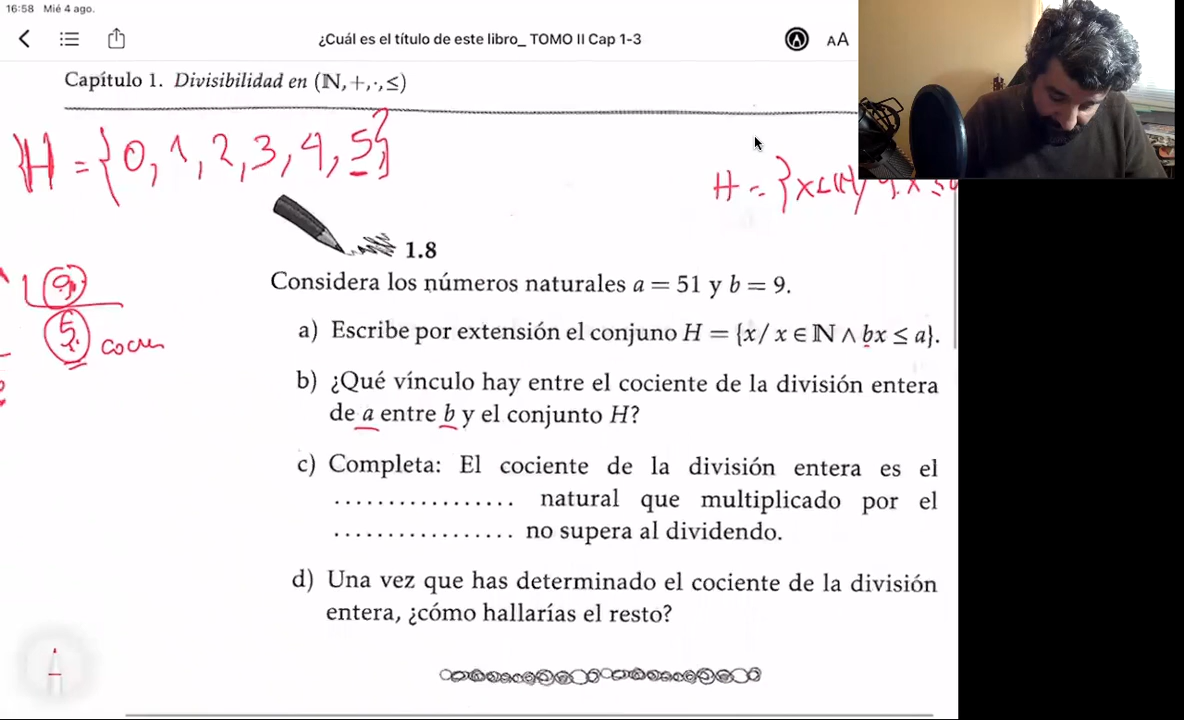 16:58 Mié 4 ago.
¿Cuál es el título de este libro_ TOMO II Cap 1-3
AA
Capítulo 1. Divisibilidad en (ℕ,+,·,≤)
H = {0, 1, 2, 3, 4, 5}
H = {x∈ℕ/ 9.x ≤
1.8
Considera los números naturales a = 51 y b = 9.
9
5
a) Escribe por extensión el conjuno H = {x/ x ∈ ℕ ∧ bx ≤ a}.
b) ¿Qué vínculo hay entre el cociente de la división entera
de a entre b y el conjunto H?
c) Completa: El cociente de la división entera es el
................. natural que multiplicado por el
................. no supera al dividendo.
d) Una vez que has determinado el cociente de la división
entera, ¿cómo hallarías el resto?